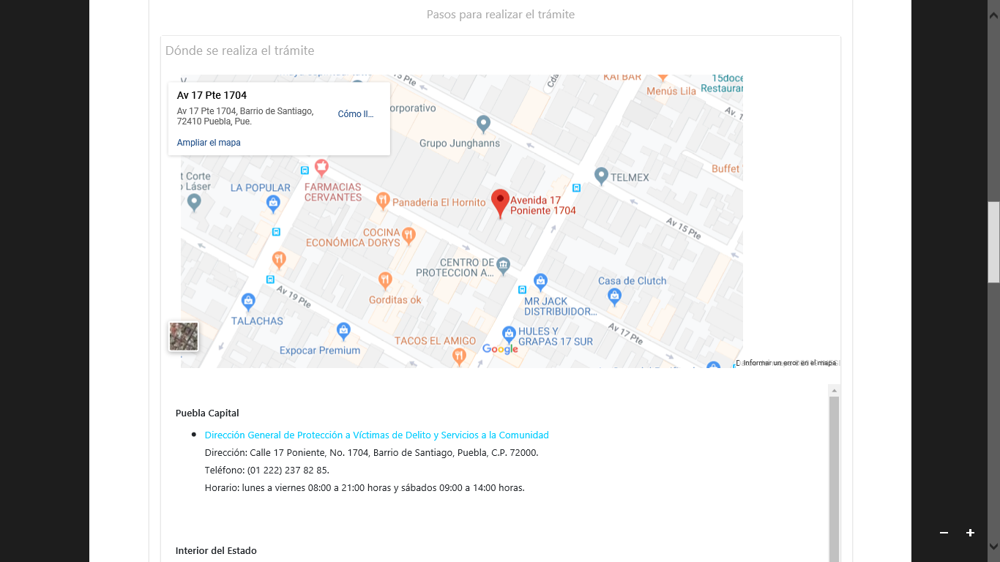 Pasos para realizar el trámite
Dónde se realiza el trámite
Av 17 Pte 1704
Av 17 Pte 1704, Barrio de Santiago,
72410 Puebla, Pue.
Cómo ll...
Ampliar el mapa
Pte
KAI BAR
Menús Lila
15doce
Restaurar
Av. 1
orporativo
Grupo Junghanns
TELMEX
Buffet
t Corte
o Láser
LA POPULAR
FARMACIAS
CERVANTES
Panaderia El Hornito
Avenida 17
Poniente 1704
Av 15 Pte
COCINA
ECONÓMICA DORYS
CENTRO DE
PROTECCION A...
Casa de Clutch
Av 19 Pte
Gorditas ok
MR JACK
DISTRIBUIDOR...
TALACHAS
Av 17 Pte
HULES Y
GRAPAS 17 SUR
Expocar Premium
TACOS EL AMIGO
Google
Informar un error en el mapa
Puebla Capital
Dirección General de Protección a Víctimas de Delito y Servicios a la Comunidad
Dirección: Calle 17 Poniente, No. 1704, Barrio de Santiago, Puebla, C.P. 72000.
Teléfono: (01 222) 237 82 85.
Horario: lunes a viernes 08:00 a 21:00 horas y sábados 09:00 a 14:00 horas.
Interior del Estado